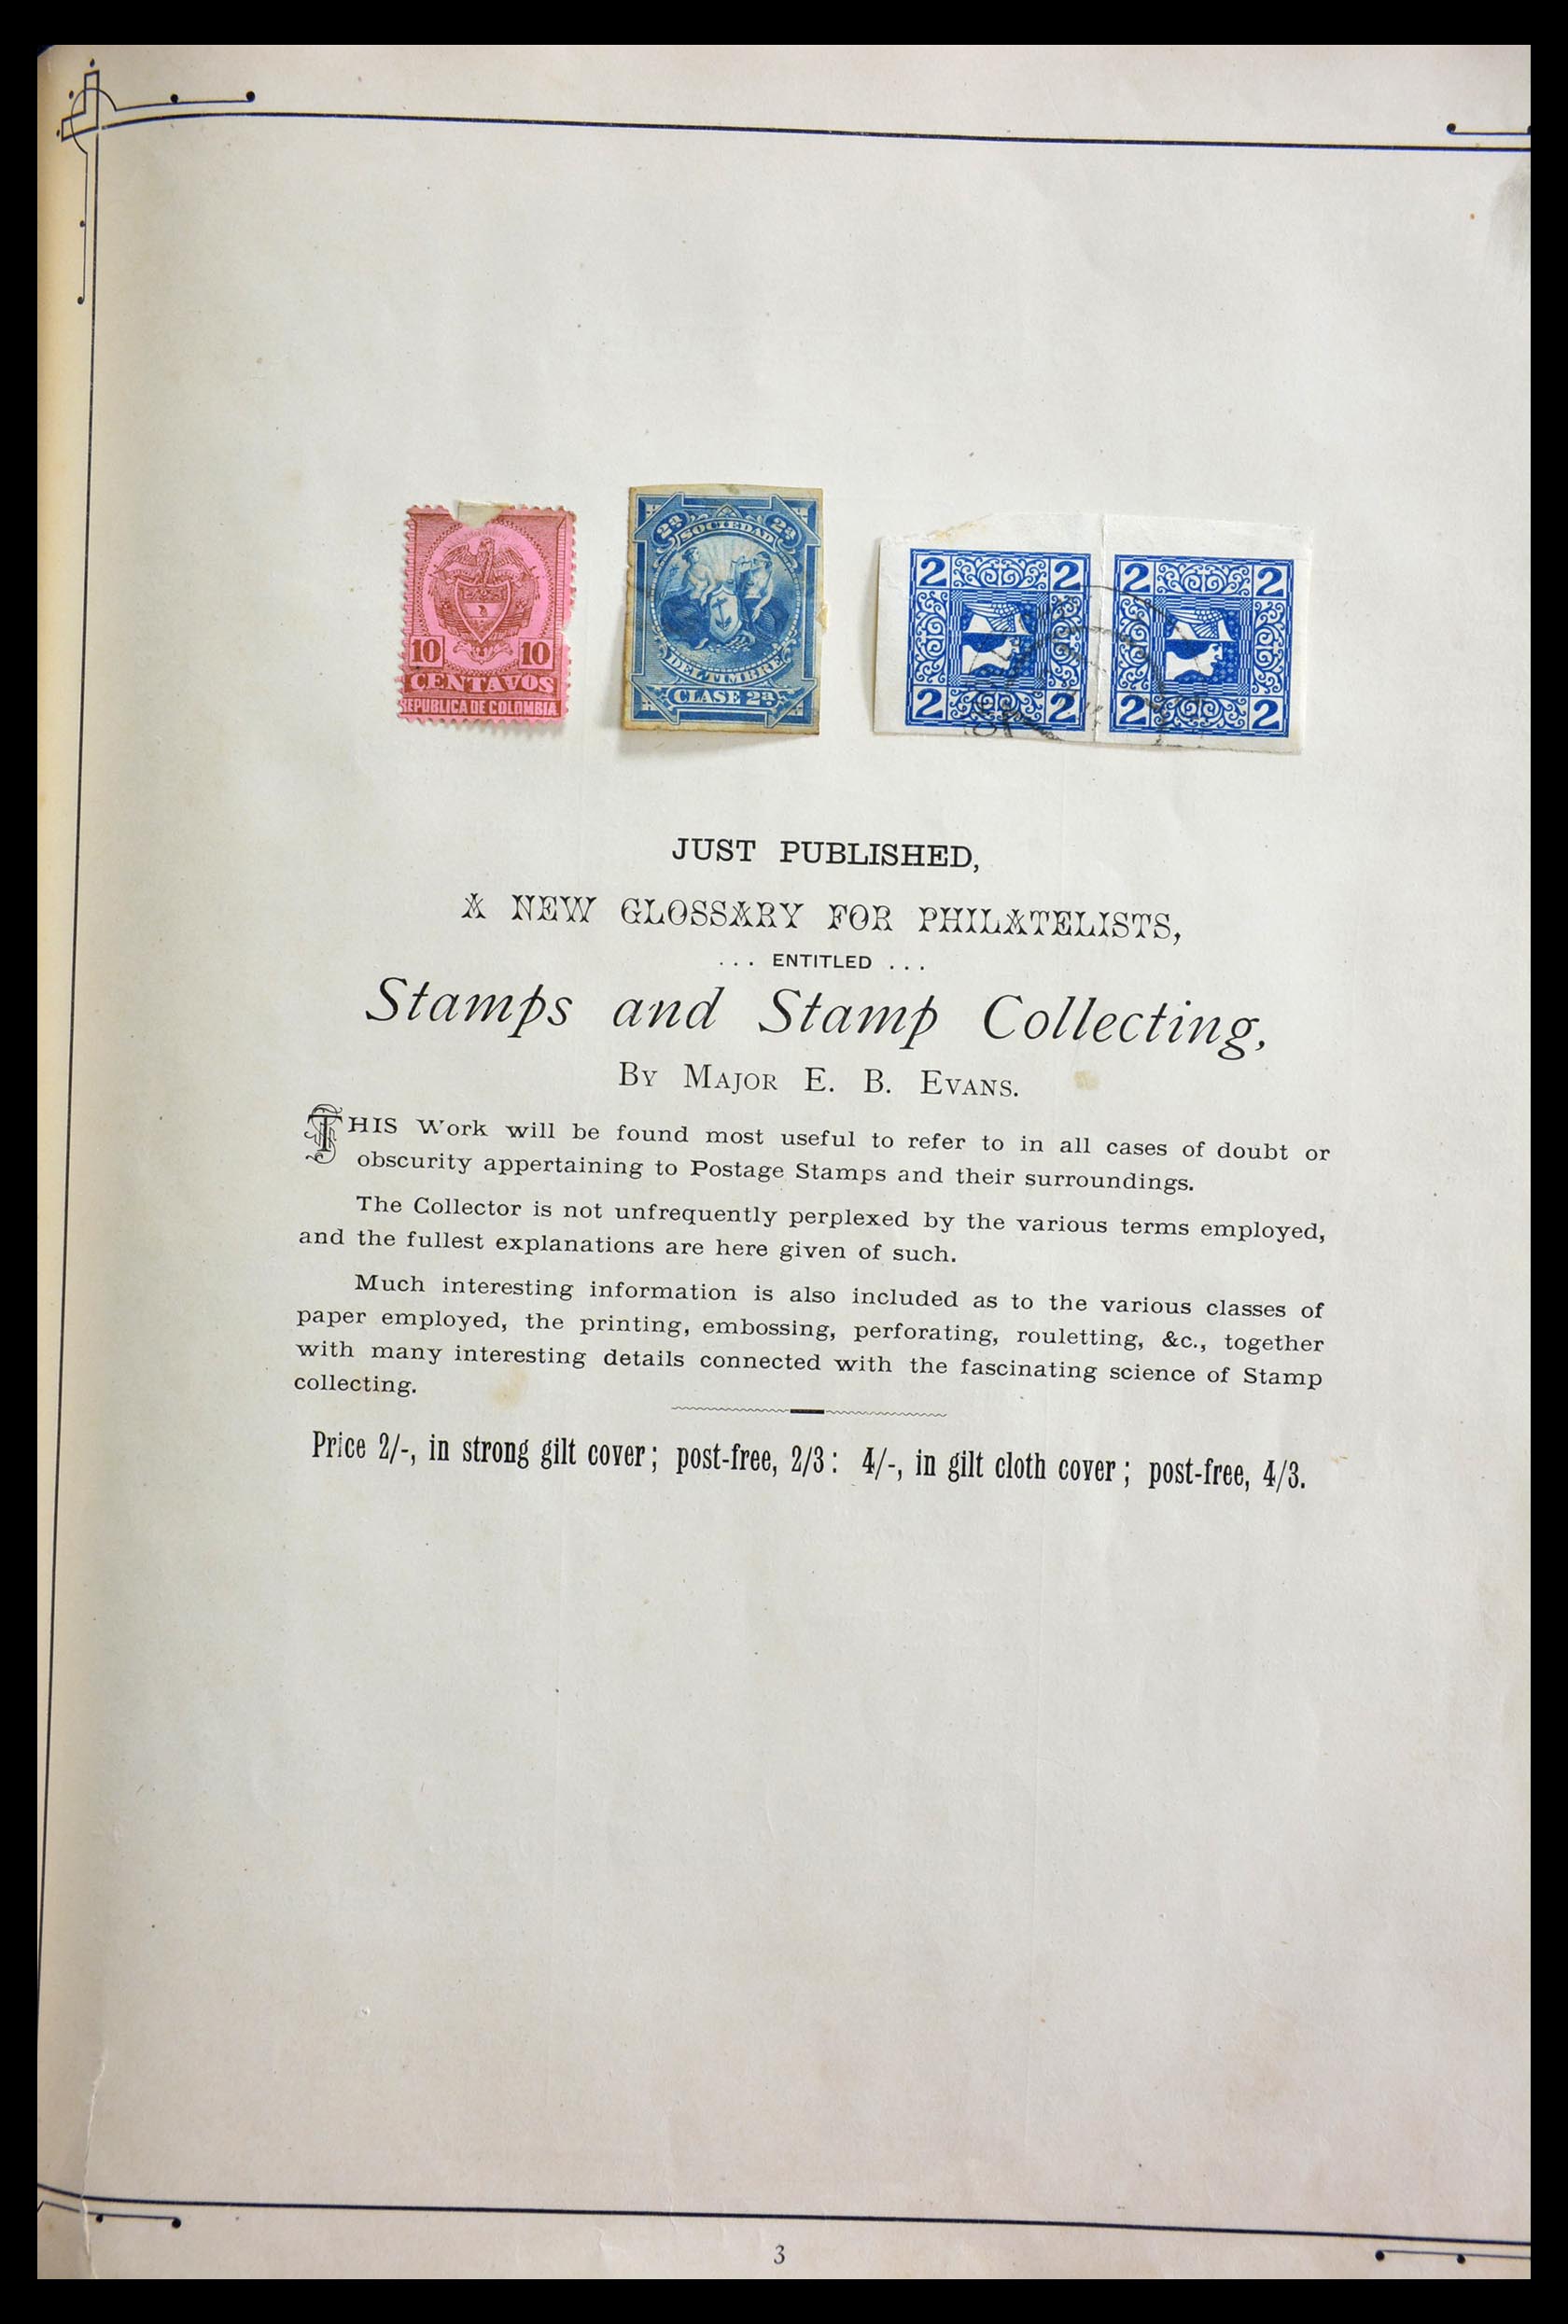 10 10
CENTAVOS
REPUBLICA DE COLOMBIA
2ª 2ª
SOCIEDAD
DEL TIMBRE
CLASE 2ª
2 2 2 2
2 2 2 2
JUST PUBLISHED,
A NEW GLOSSARY FOR PHILATELISTS,
... ENTITLED ...
Stamps and Stamp Collecting,
BY MAJOR E. B. EVANS.
THIS Work will be found most useful to refer to in all cases of doubt or
obscurity appertaining to Postage Stamps and their surroundings.
The Collector is not unfrequently perplexed by the various terms employed,
and the fullest explanations are here given of such.
Much interesting information is also included as to the various classes of
paper employed, the printing, embossing, perforating, rouletting, &c., together
with many interesting details connected with the fascinating science of Stamp
collecting.
Price 2/-, in strong gilt cover; post-free, 2/3: 4/-, in gilt cloth cover; post-free, 4/3.
3